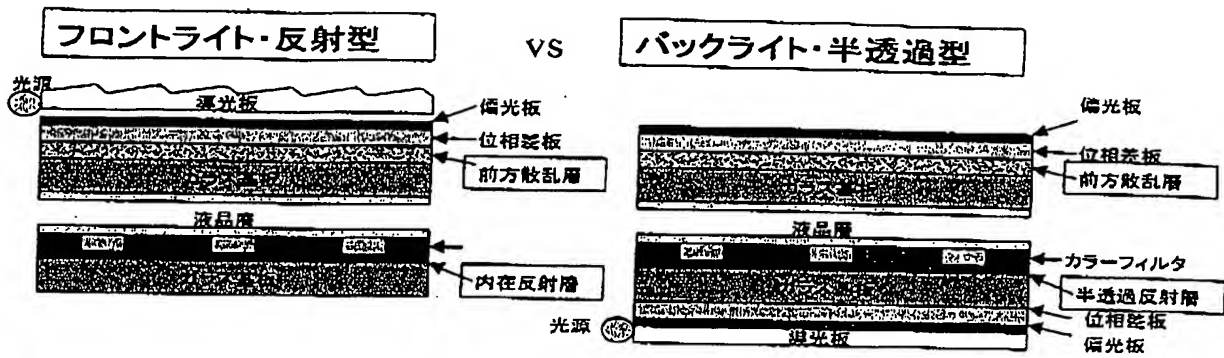 フロントライト・反射型
VS
バックライト・半透過型
光源
導光板
偏光板
位相差板
前方散乱層
液晶層
内在反射層
偏光板
位相差板
前方散乱層
液晶層
カラーフィルタ
半透過反射層
位相差板
偏光板
光源
導光板